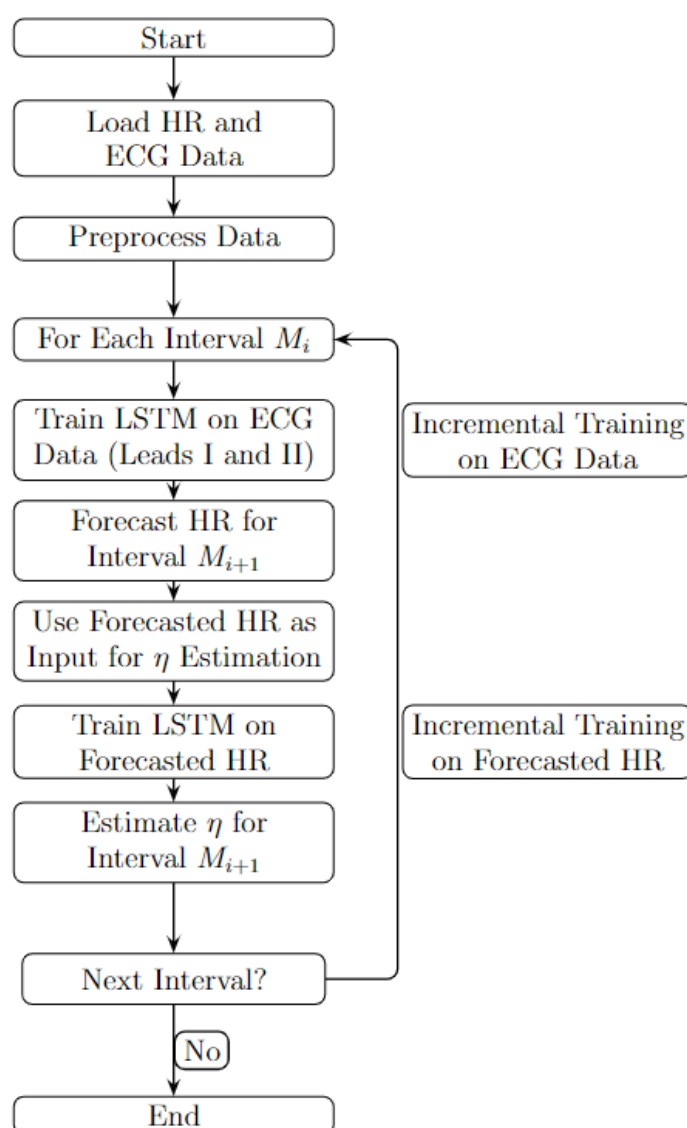 Start
Load HR and
ECG Data
Preprocess Data
For Each Interval M_i
Train LSTM on ECG
Data (Leads I and II)
Incremental Training
on ECG Data
Forecast HR for
Interval M_{i+1}
Use Forecasted HR as
Input for η Estimation
Train LSTM on
Forecasted HR
Incremental Training
on Forecasted HR
Estimate η for
Interval M_{i+1}
Next Interval?
No
End